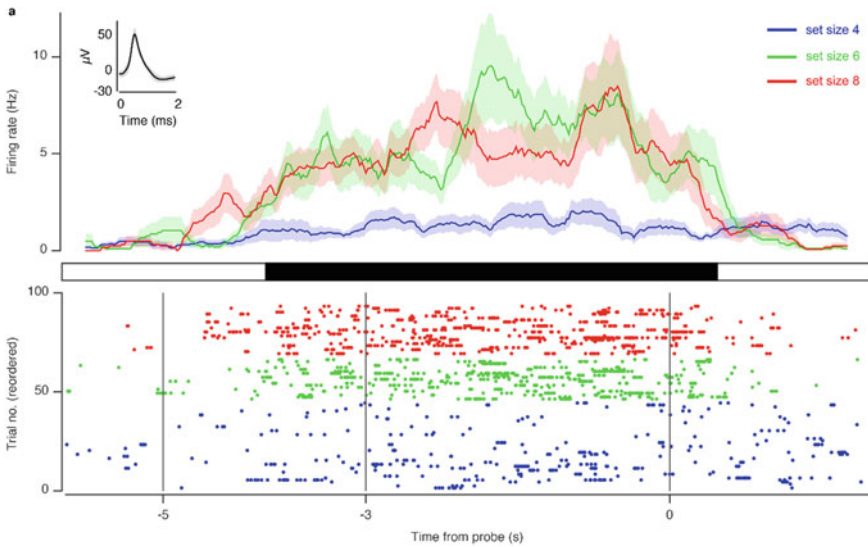 a
50
0
-30
µV
0 2
Time (ms)
set size 4
set size 6
set size 8
10
5
0
Firing rate (Hz)
100
50
0
Trial no. (reordered)
-5 -3 0
Time from probe (s)